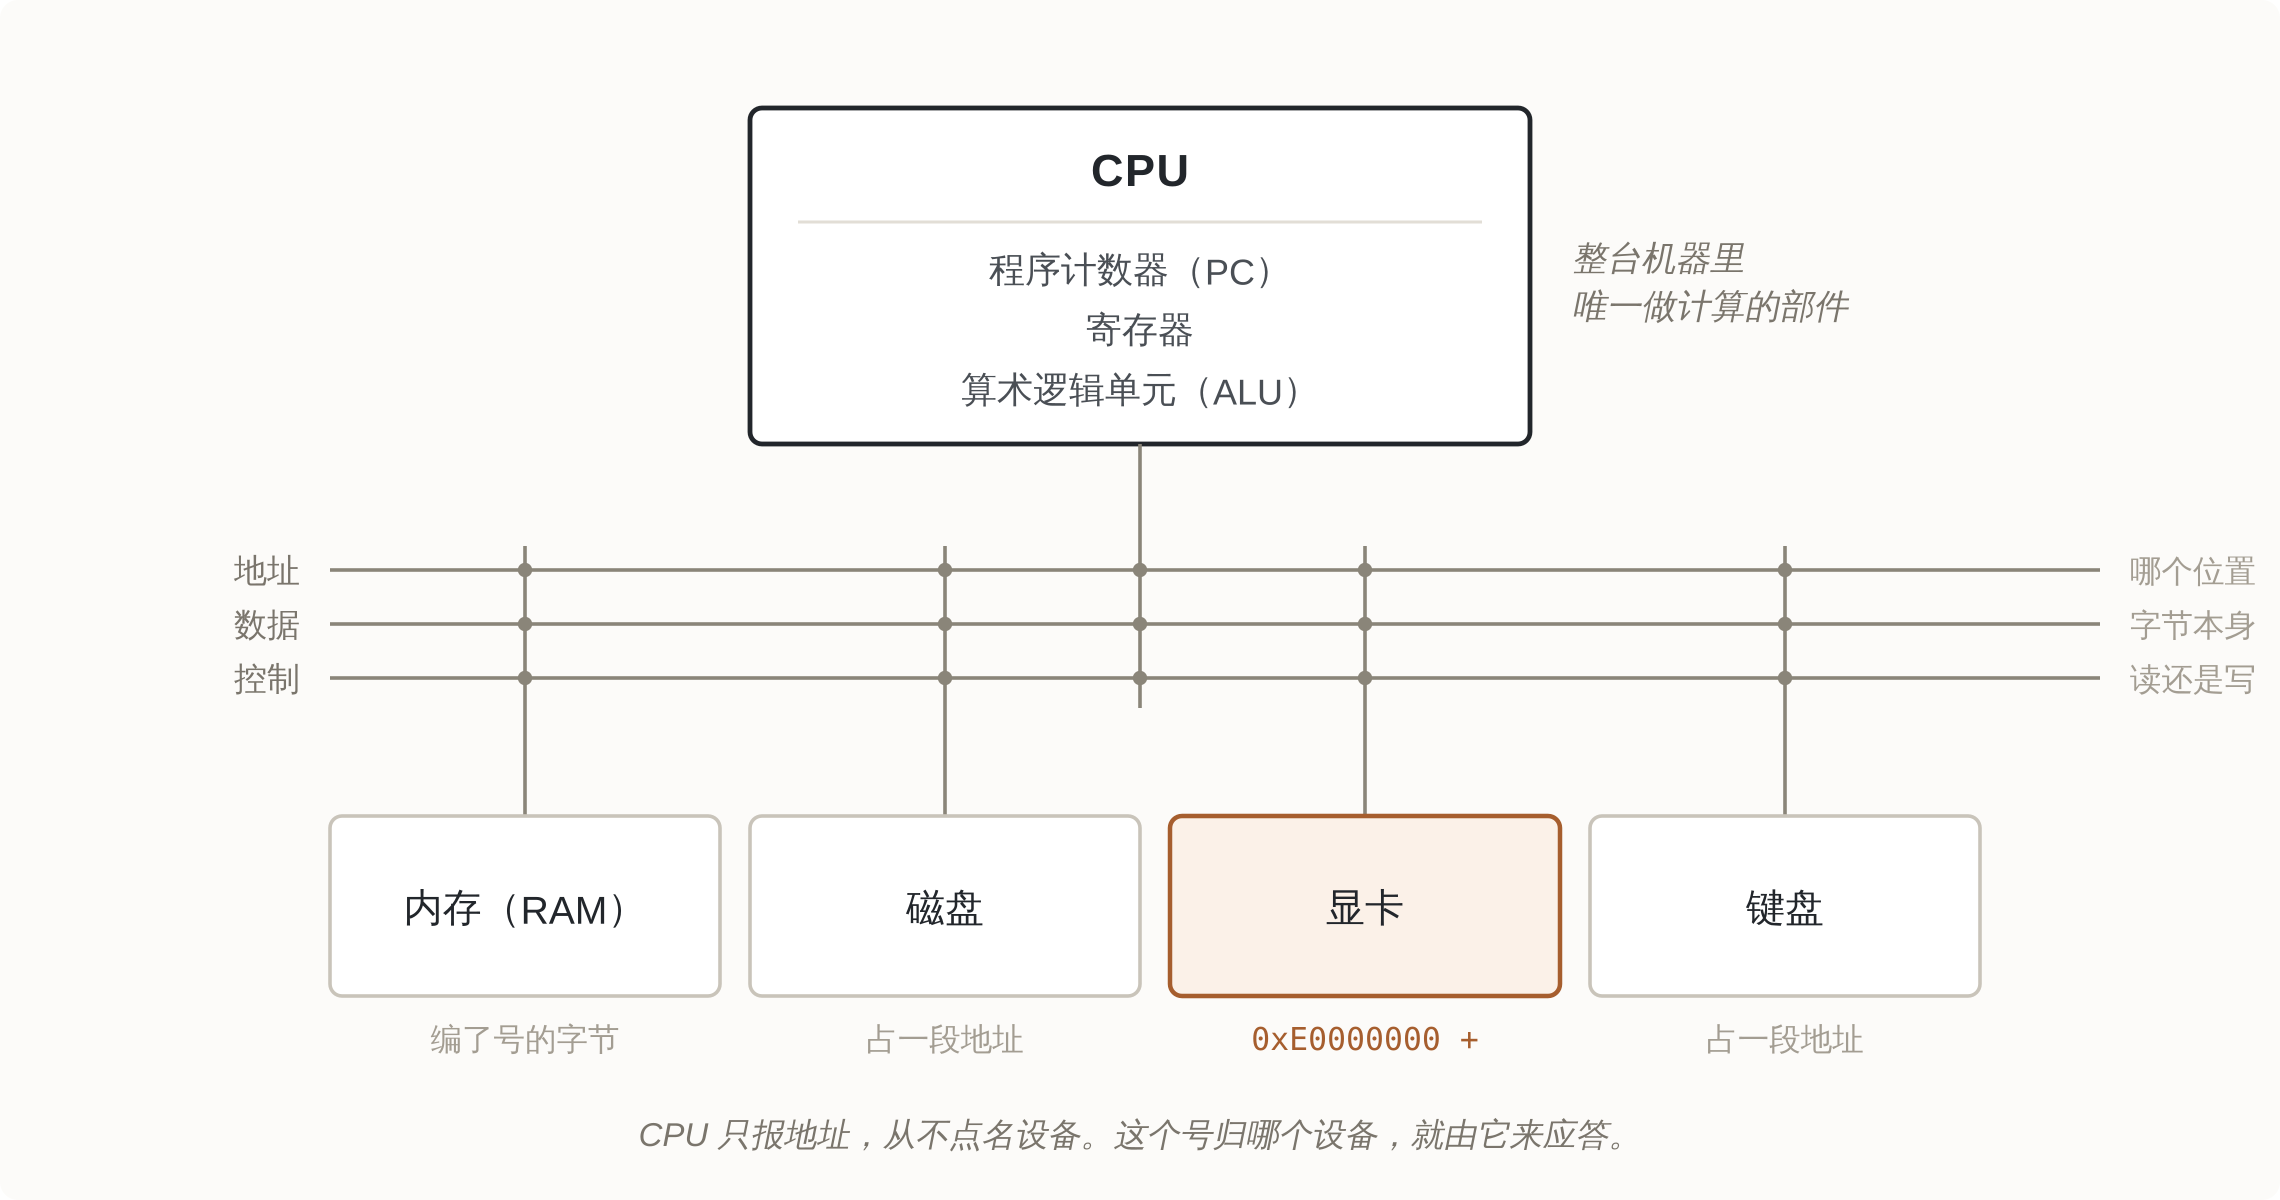 CPU
程序计数器（PC）
寄存器
算术逻辑单元（ALU）
整台机器里
唯一做计算的部件
地址
哪个位置
数据
字节本身
控制
读还是写
内存（RAM）
磁盘
显卡
键盘
编了号的字节
占一段地址
0xE0000000 +
占一段地址
CPU 只报地址，从不点名设备。这个号归哪个设备，就由它来应答。